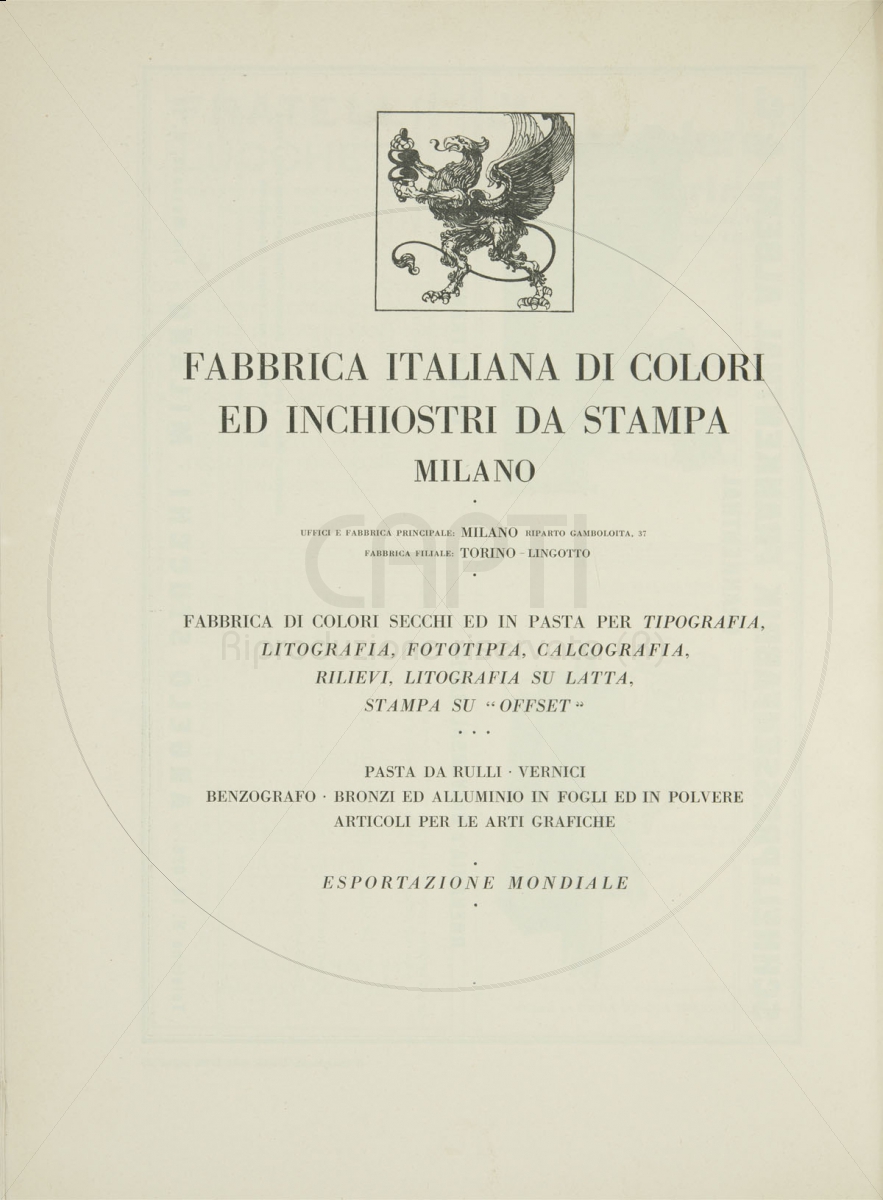 FABBRICA ITALIANA DI COLORI
ED INCHIOSTRI DA STAMPA
MILANO
UFFICI E FABBRICA PRINCIPALE: MILANO RIPARTO GAMBOLOITA, 37
FABBRICA FILIALE: TORINO - LINGOTTO
CAPTI
FABBRICA DI COLORI SECCHI ED IN PASTA PER TIPOGRAFIA,
Riproduzione riservata (R)
LITOGRAFIA, FOTOTIPIA, CALCOGRAFIA,
RILIEVI, LITOGRAFIA SU LATTA,
STAMPA SU “OFFSET“
PASTA DA RULLI · VERNICI
BENZOGRAFO · BRONZI ED ALLUMINIO IN FOGLI ED IN POLVERE
ARTICOLI PER LE ARTI GRAFICHE
ESPORTAZIONE MONDIALE